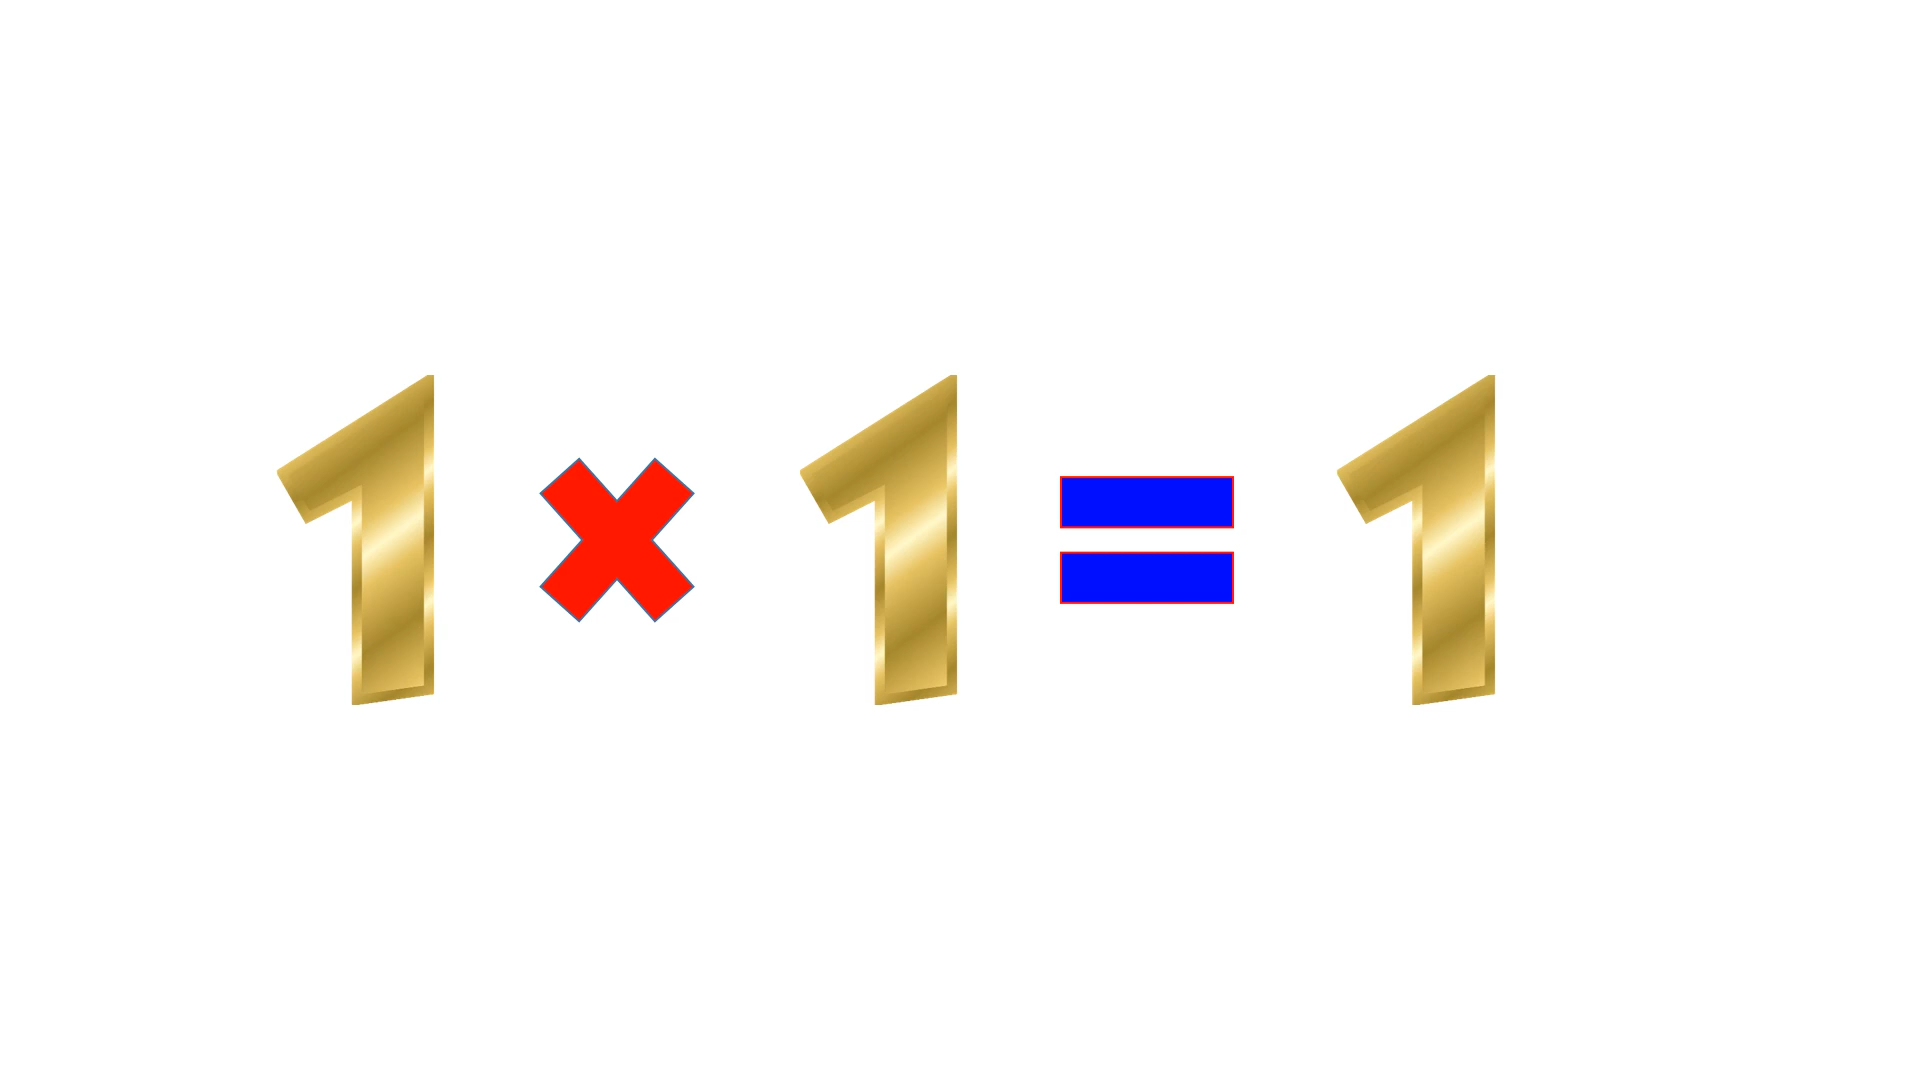 1 × 1 = 1